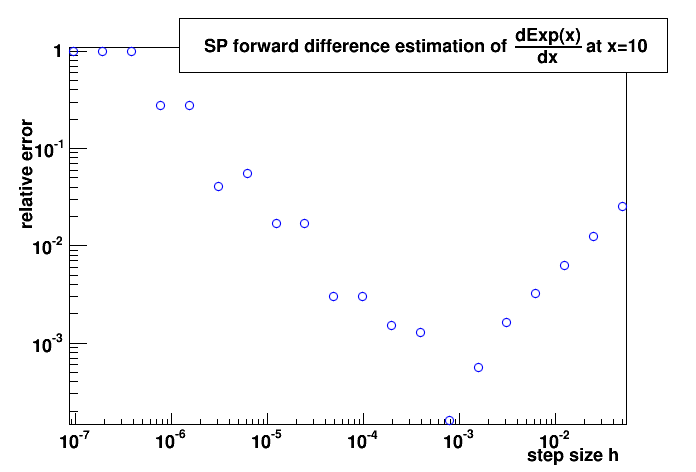 SP forward difference estimation of dExp(x)/dx at x=10
1
10^-1
10^-2
10^-3
relative error
10^-7 10^-6 10^-5 10^-4 10^-3 10^-2
step size h